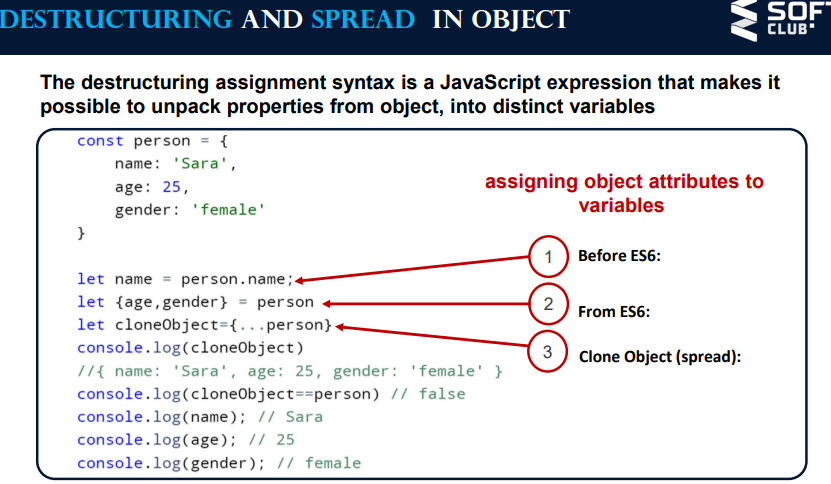 DESTRUCTURING AND SPREAD IN OBJECT
SOFT
CLUB
The destructuring assignment syntax is a JavaScript expression that makes it
possible to unpack properties from object, into distinct variables
const person = {
name: 'Sara',
age: 25,
gender: 'female'
}
assigning object attributes to
variables
let name = person.name;
let {age,gender} = person
let cloneObject={...person}
console.log(cloneObject)
//{ name: 'Sara', age: 25, gender: 'female' }
console.log(cloneObject==person) // false
console.log(name); // Sara
console.log(age); // 25
console.log(gender); // female
1 Before ES6:
2 From ES6:
3 Clone Object (spread):